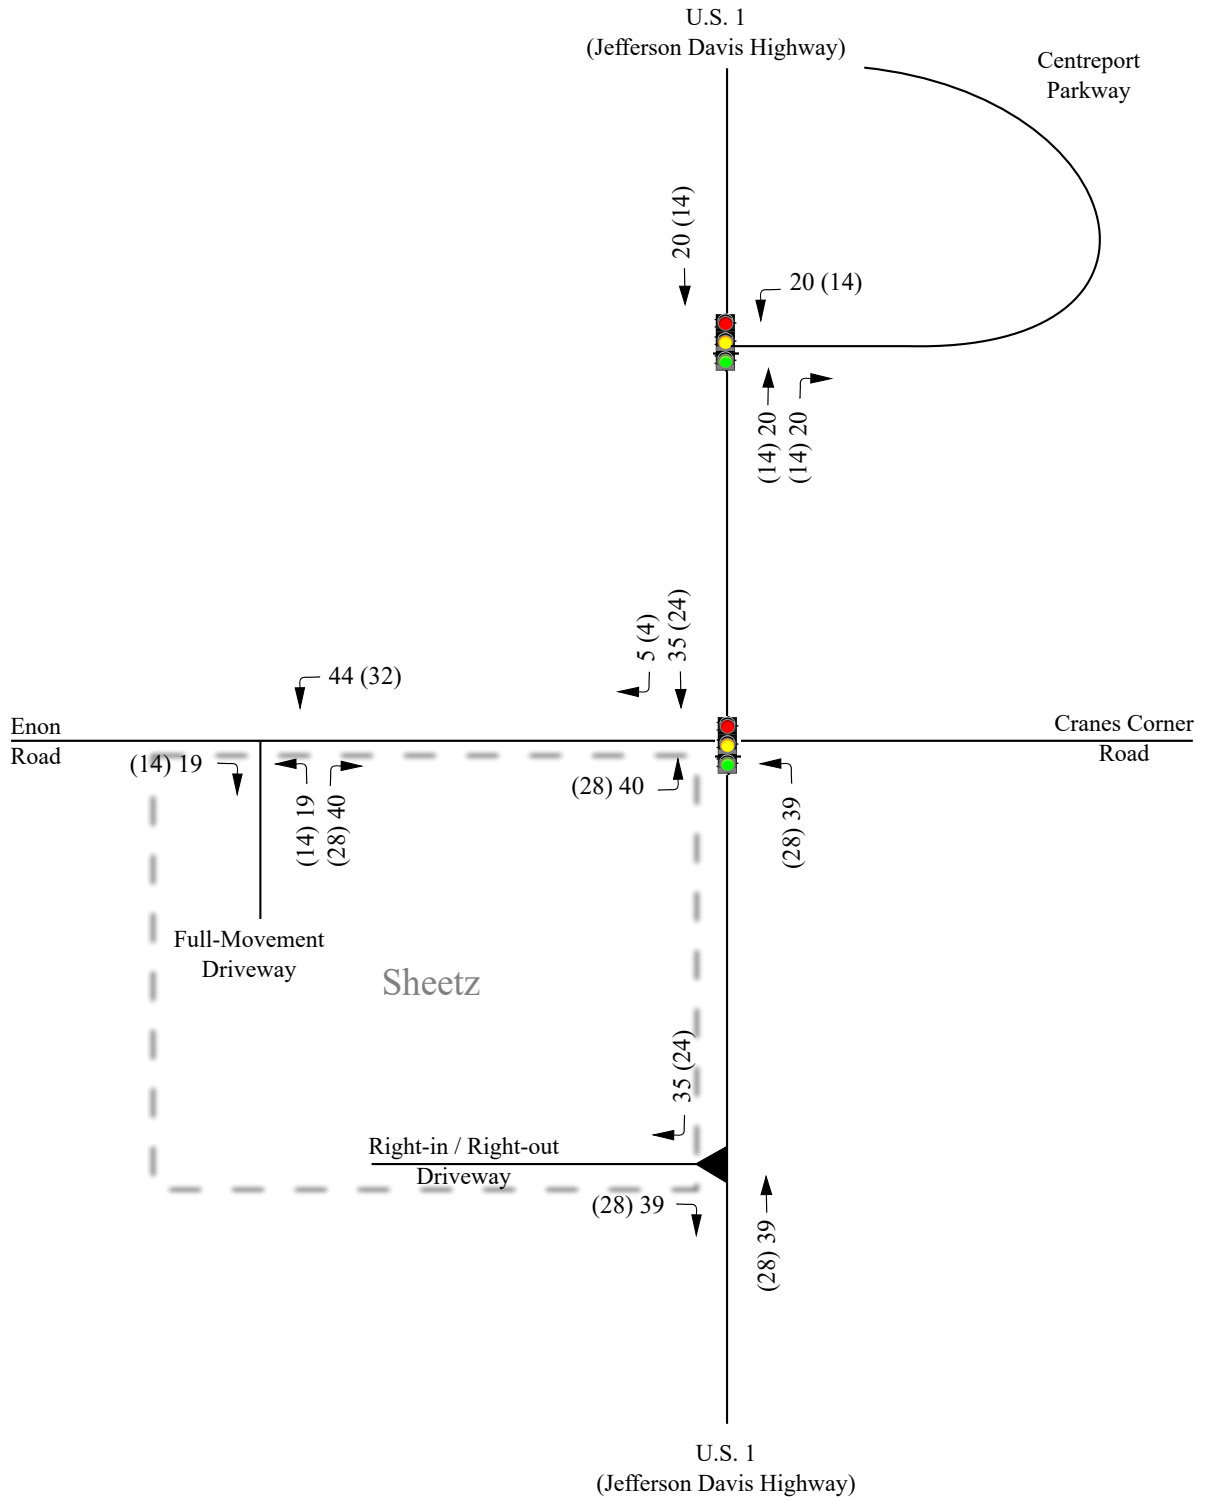 U.S. 1
(Jefferson Davis Highway)
Centreport
Parkway
20 (14)
20 (14)
(14) 20
(14) 20
5 (4)
35 (24)
44 (32)
Enon
Road
Cranes Corner
Road
(14) 19
(14) 19
(28) 40
(28) 40
(28) 39
Full-Movement
Driveway
Sheetz
35 (24)
Right-in / Right-out
Driveway
(28) 39
(28) 39
U.S. 1
(Jefferson Davis Highway)